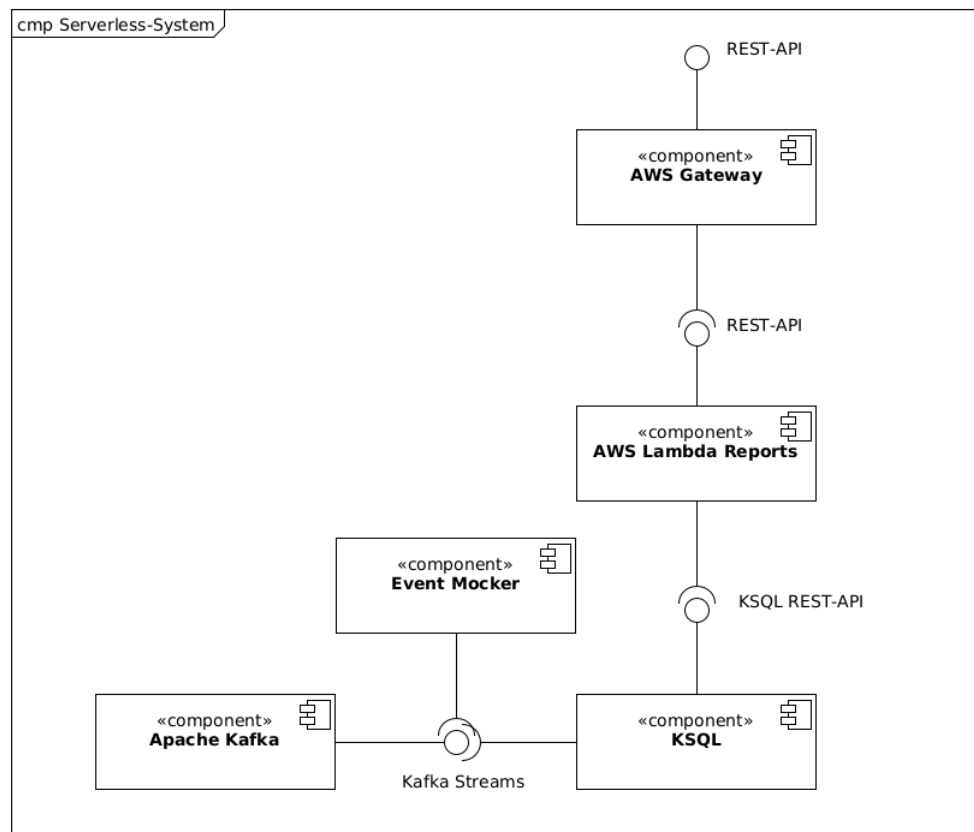 cmp Serverless-System
REST-API
«component»
AWS Gateway
REST-API
«component»
AWS Lambda Reports
«component»
Event Mocker
KSQL REST-API
«component»
Apache Kafka
«component»
KSQL
Kafka Streams